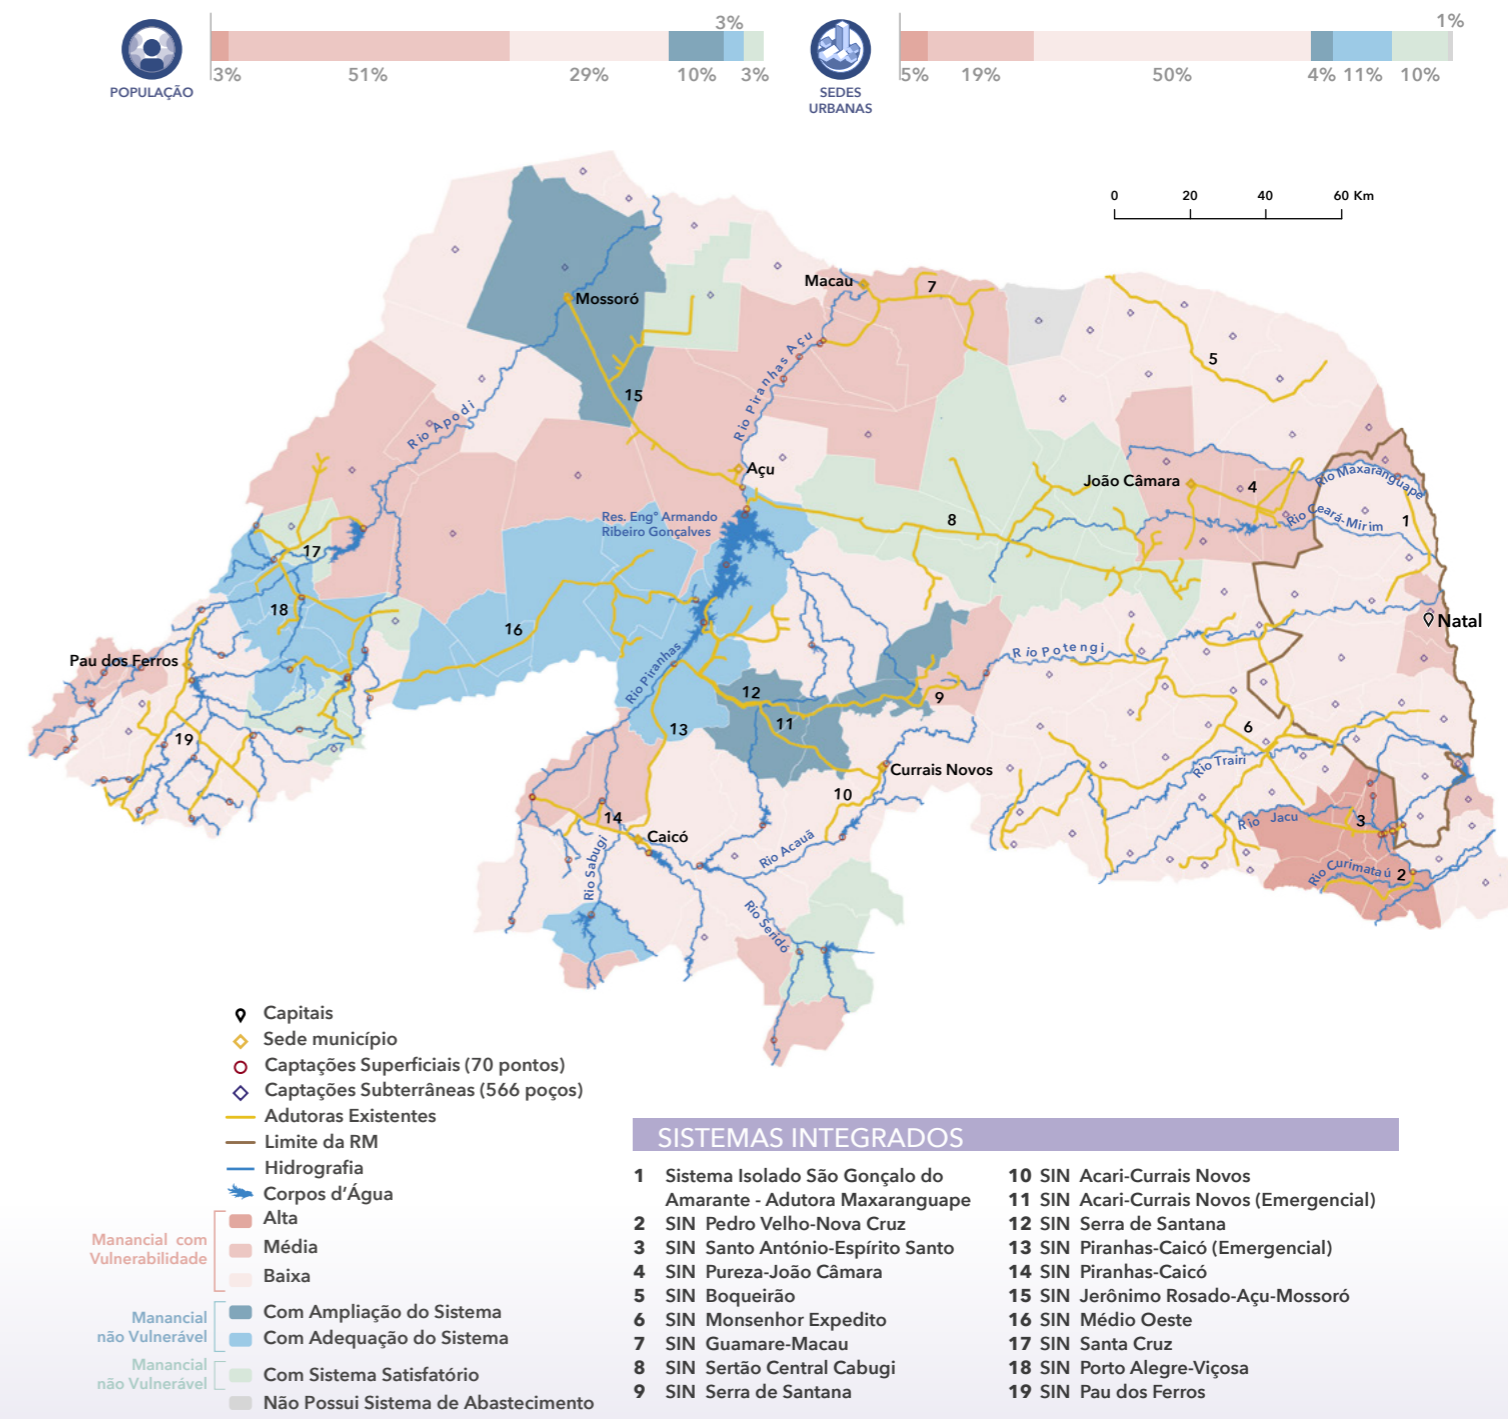 3%
1%
3%
51%
29%
10%
3%
5%
19%
50%
4%
11%
10%
POPULAÇÃO
SEDES
URBANAS
0 20 40 60 Km
Macau
7
Mossoró
5
15
Rio Piranhas Açu
Rio Apodi
Açu
João Câmara
4
Rio Maxaranguape
Rio Ceará-Mirim
1
8
Res. Engº Armando
Ribeiro Gonçalves
17
18
16
Natal
Pau dos Ferros
Rio Piranhas
Rio Potengi
12
11
9
13
6
19
Rio Trairi
Currais Novos
10
14
Caicó
Rio Acauã
Rio Sabugi
Rio Jacu
3
Rio Curimataú
2
Rio Seridó
Capitais
Sede município
Captações Superficiais (70 pontos)
Captações Subterrâneas (566 poços)
Adutoras Existentes
Limite da RM
Hidrografia
Corpos d’Água
Manancial com
Vulnerabilidade
Alta
Média
Baixa
Manancial
não Vulnerável
Com Ampliação do Sistema
Com Adequação do Sistema
Manancial
não Vulnerável
Com Sistema Satisfatório
Não Possui Sistema de Abastecimento
SISTEMAS INTEGRADOS
1 Sistema Isolado São Gonçalo do
Amarante - Adutora Maxaranguape
2 SIN Pedro Velho-Nova Cruz
3 SIN Santo António-Espírito Santo
4 SIN Pureza-João Câmara
5 SIN Boqueirão
6 SIN Monsenhor Expedito
7 SIN Guamare-Macau
8 SIN Sertão Central Cabugi
9 SIN Serra de Santana
10 SIN Acari-Currais Novos
11 SIN Acari-Currais Novos (Emergencial)
12 SIN Serra de Santana
13 SIN Piranhas-Caicó (Emergencial)
14 SIN Piranhas-Caicó
15 SIN Jerônimo Rosado-Açu-Mossoró
16 SIN Médio Oeste
17 SIN Santa Cruz
18 SIN Porto Alegre-Viçosa
19 SIN Pau dos Ferros